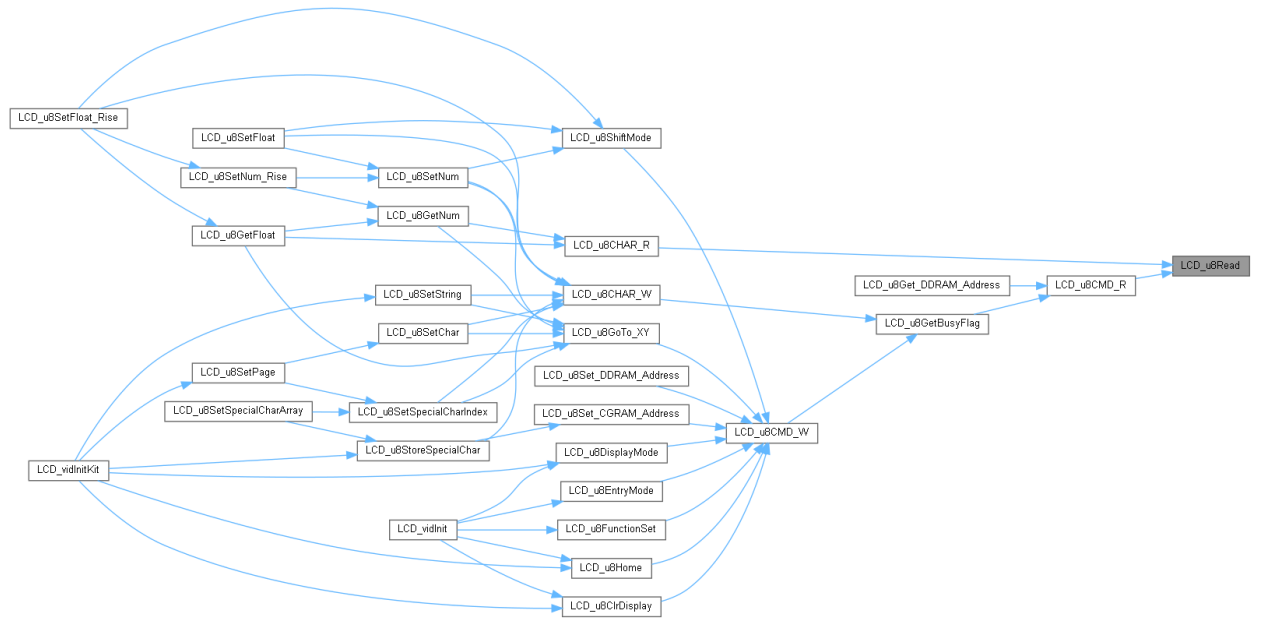 LCD_u8SetFloat_Rise
LCD_u8SetFloat
LCD_u8ShiftMode
LCD_u8SetNum_Rise
LCD_u8SetNum
LCD_u8GetNum
LCD_u8GetFloat
LCD_u8CHAR_R
LCD_u8Read
LCD_u8Get_DDRAM_Address
LCD_u8CMD_R
LCD_u8SetString
LCD_u8CHAR_W
LCD_u8GetBusyFlag
LCD_u8SetChar
LCD_u8GoTo_XY
LCD_u8SetPage
LCD_u8Set_DDRAM_Address
LCD_u8SetSpecialCharArray
LCD_u8SetSpecialCharIndex
LCD_u8Set_CGRAM_Address
LCD_u8CMD_W
LCD_u8StoreSpecialChar
LCD_u8DisplayMode
LCD_vidInitKit
LCD_u8EntryMode
LCD_vidInit
LCD_u8FunctionSet
LCD_u8Home
LCD_u8ClrDisplay